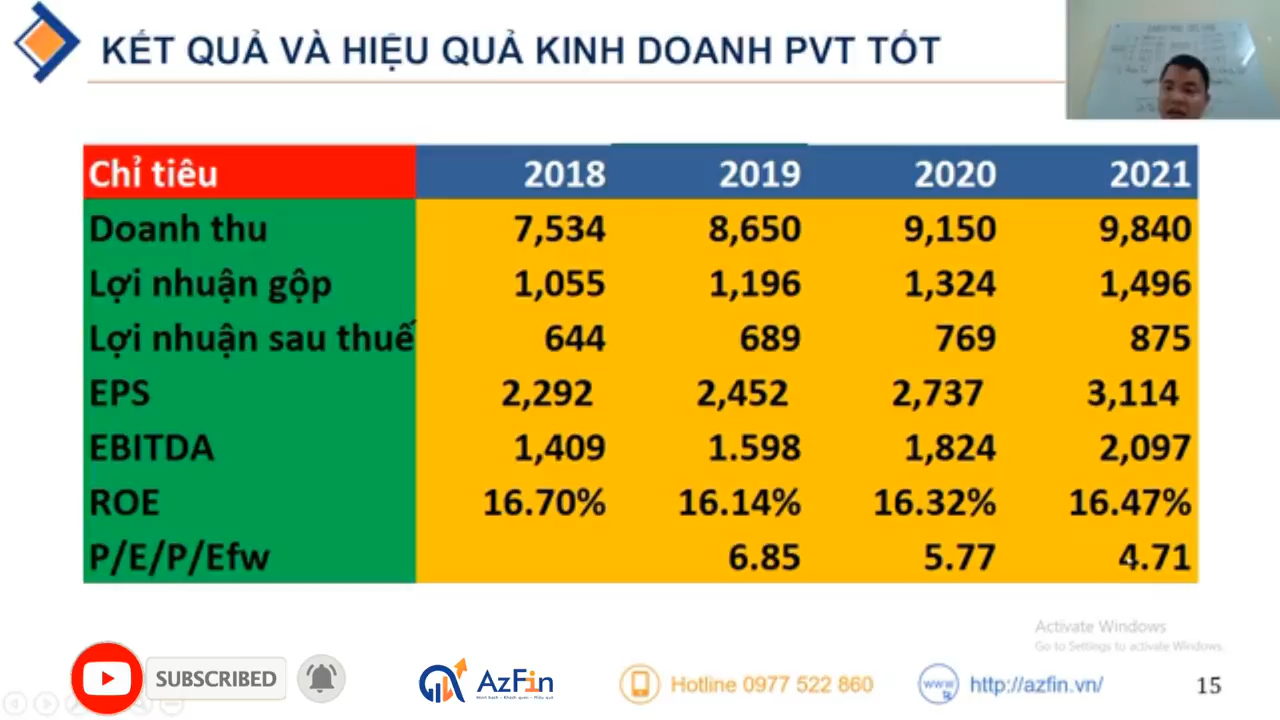 KẾT QUẢ VÀ HIỆU QUẢ KINH DOANH PVT TỐT
Chỉ tiêu 2018 2019 2020 2021
Doanh thu 7,534 8,650 9,150 9,840
Lợi nhuận gộp 1,055 1,196 1,324 1,496
Lợi nhuận sau thuế 644 689 769 875
EPS 2,292 2,452 2,737 3,114
EBITDA 1,409 1.598 1,824 2,097
ROE 16.70% 16.14% 16.32% 16.47%
P/E/P/Efw 6.85 5.77 4.71
Activate Windows
Go to Settings to activate Windows.
SUBSCRIBED
AzFin
Hotline 0977 522 860
www
http://azfin.vn/
15